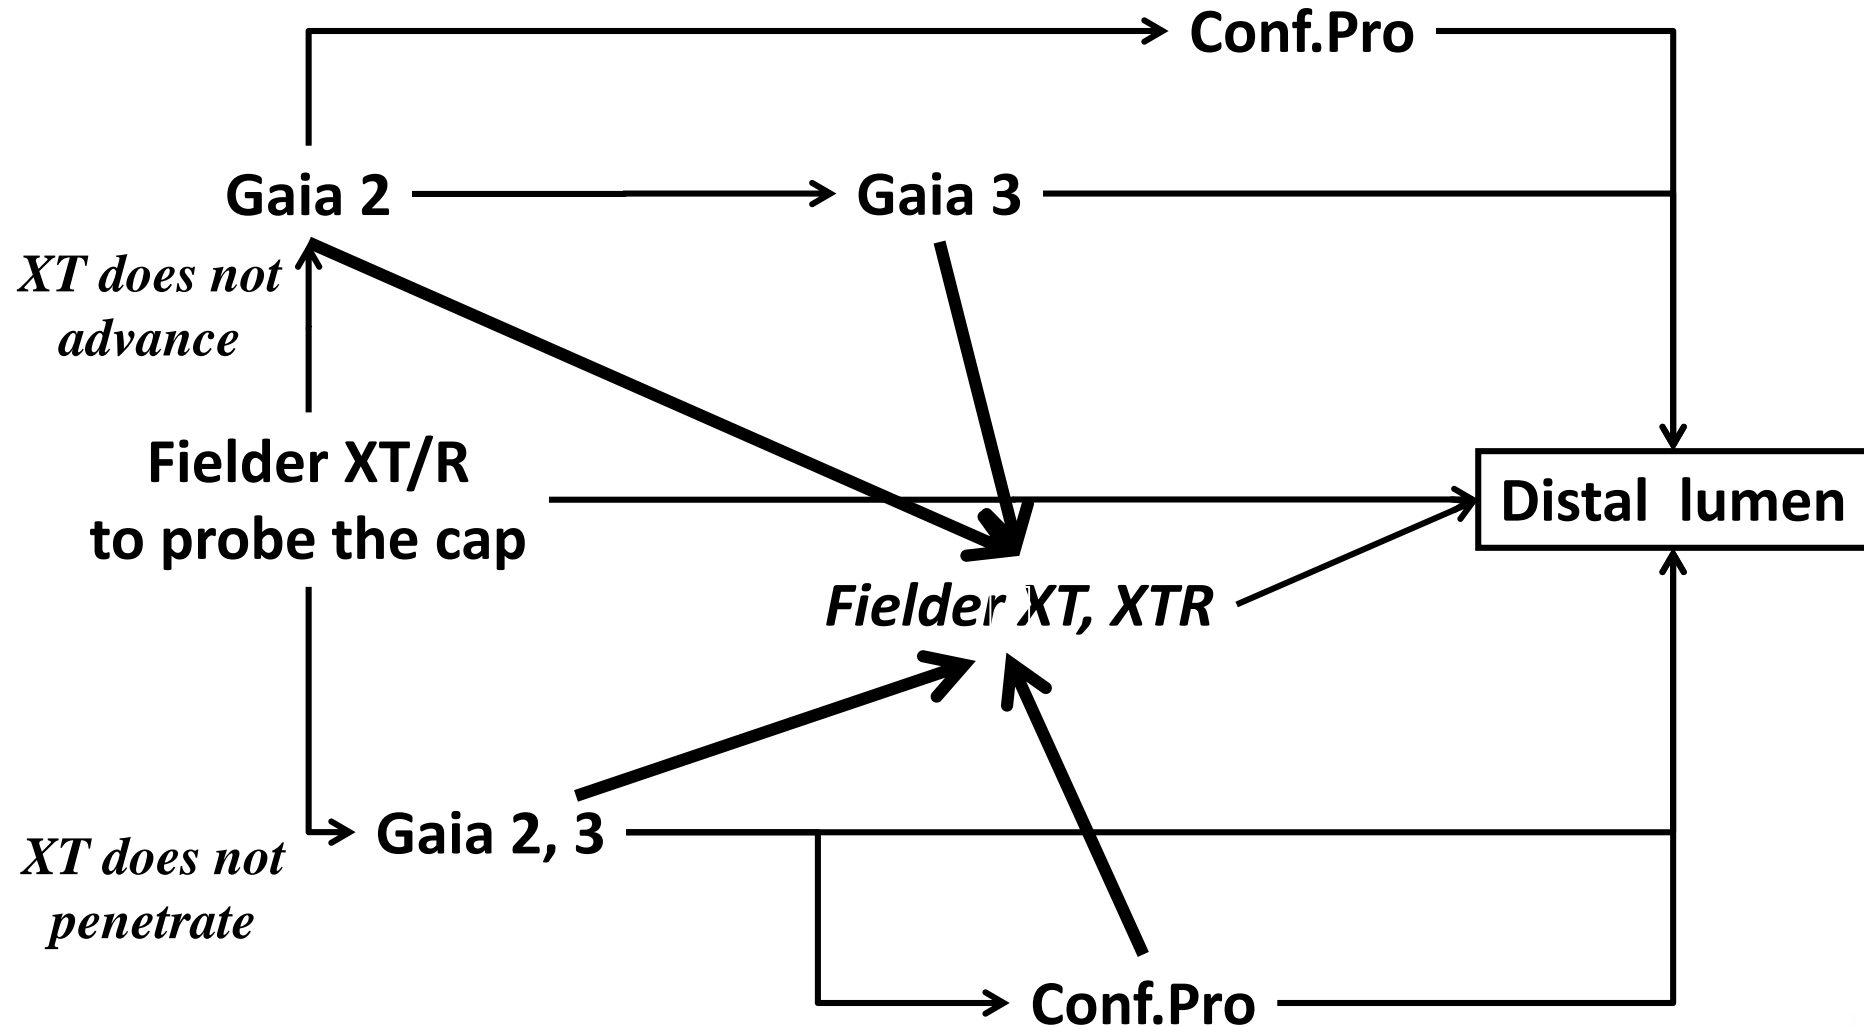 Conf.Pro
Gaia 2
Gaia 3
XT does not
advance
Fielder XT/R
to probe the cap
Distal lumen
Fielder XT, XTR
Gaia 2, 3
XT does not
penetrate
Conf.Pro